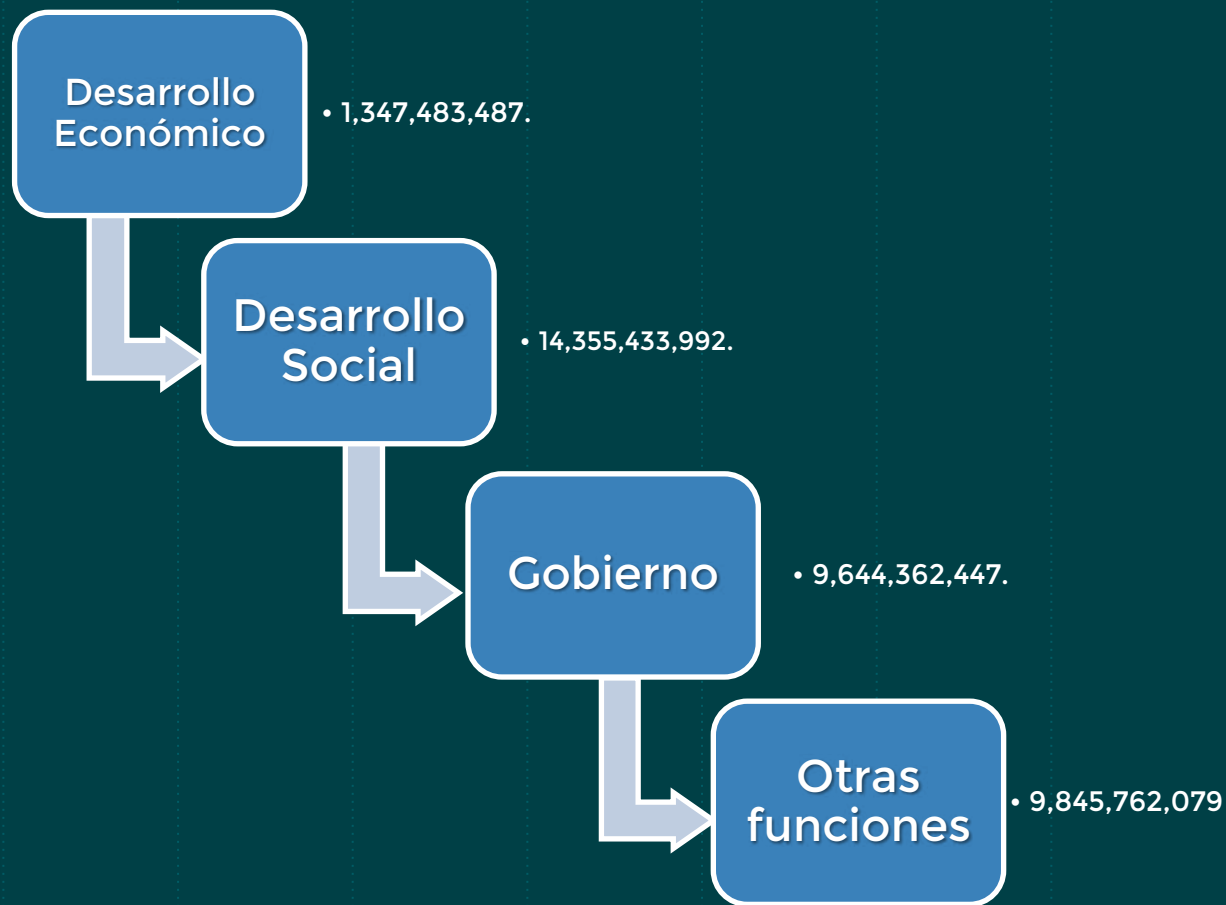 Desarrollo
Económico
• 1,347,483,487.
Desarrollo
Social
• 14,355,433,992.
Gobierno
• 9,644,362,447.
Otras
funciones
• 9,845,762,079